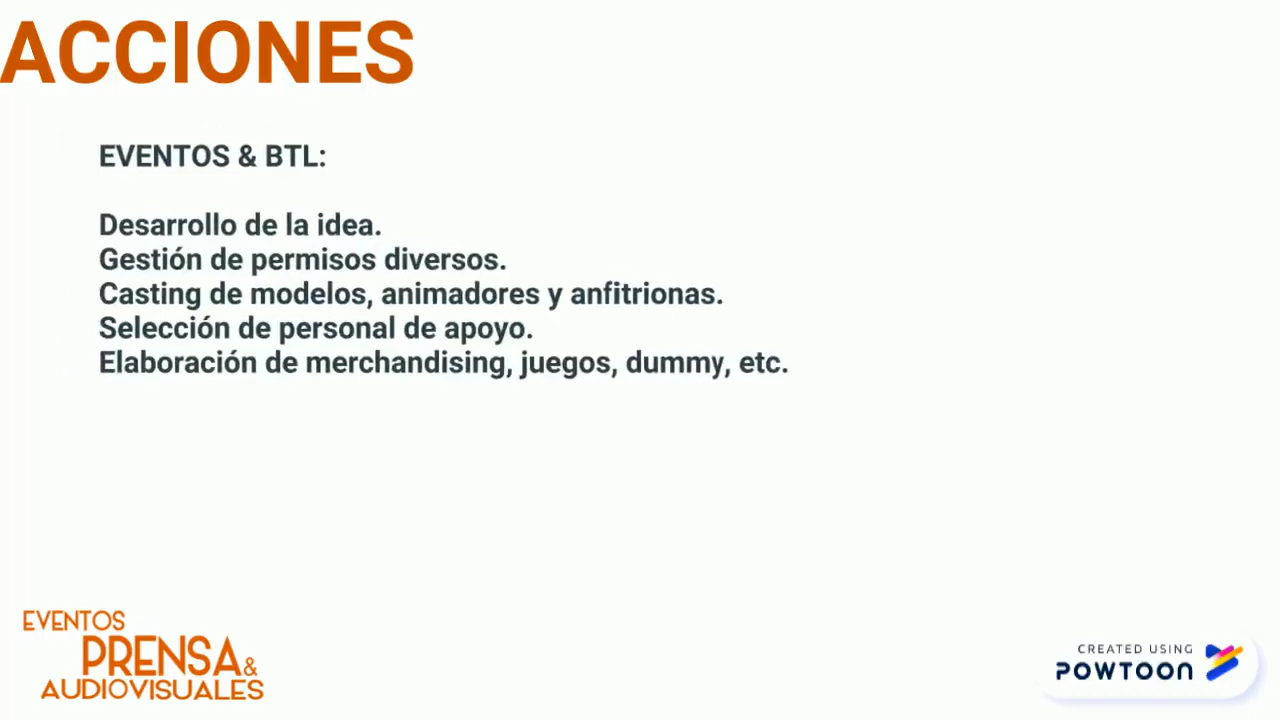 ACCIONES
EVENTOS & BTL:
Desarrollo de la idea.
Gestión de permisos diversos.
Casting de modelos, animadores y anfitrionas.
Selección de personal de apoyo.
Elaboración de merchandising, juegos, dummy, etc.
EVENTOS
PRENSA &
AUDIOVISUALES
CREATED USING
POWTOON